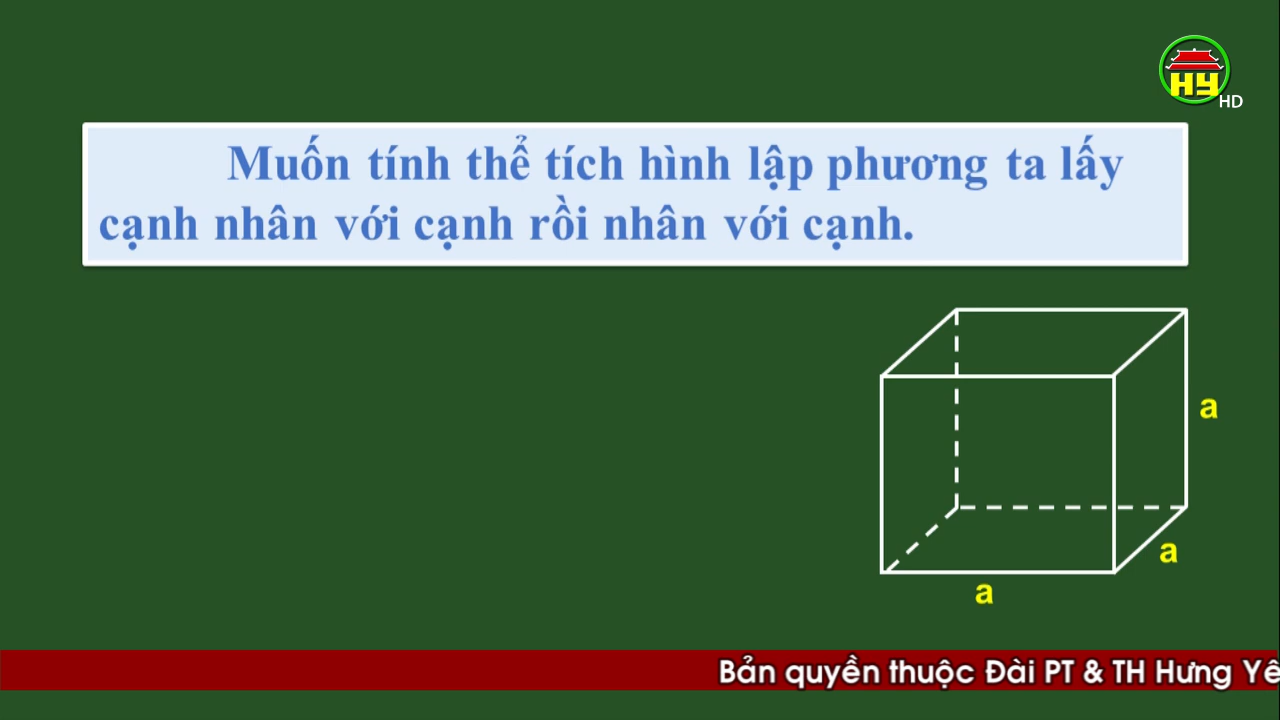 HY
HD
Muốn tính thể tích hình lập phương ta lấy
cạnh nhân với cạnh rồi nhân với cạnh.
a
a
a
Bản quyền thuộc Đài PT & TH Hưng Yê